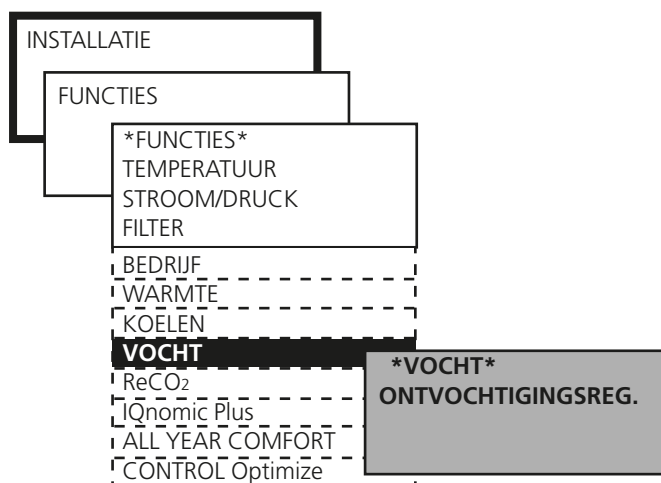 INSTALLATIE
FUNCTIES
*FUNCTIES*
TEMPERATUUR
STROOM/DRUCK
FILTER
BEDRIJF
WARMTE
KOELEN
VOCHT
ReCO₂
IQnomic Plus
ALL YEAR COMFORT
CONTROL Optimize
*VOCHT*
ONTVOCHTIGINGSREG.